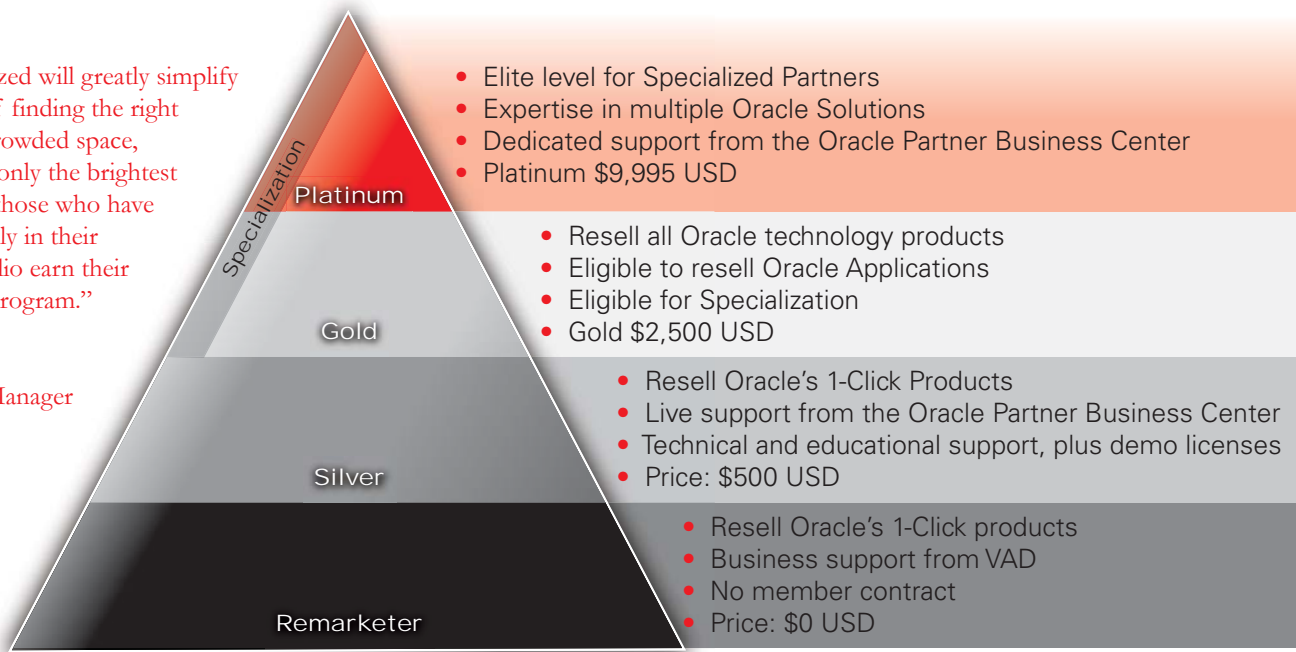 zed will greatly simplify
finding the right
rowded space,
only the brightest
those who have
ly in their
lio earn their
rogram.”
Manager
Specialization
Platinum
Gold
Silver
Remarketer
• Elite level for Specialized Partners
• Expertise in multiple Oracle Solutions
• Dedicated support from the Oracle Partner Business Center
• Platinum $9,995 USD
• Resell all Oracle technology products
• Eligible to resell Oracle Applications
• Eligible for Specialization
• Gold $2,500 USD
• Resell Oracle’s 1-Click Products
• Live support from the Oracle Partner Business Center
• Technical and educational support, plus demo licenses
• Price: $500 USD
• Resell Oracle’s 1-Click products
• Business support from VAD
• No member contract
• Price: $0 USD